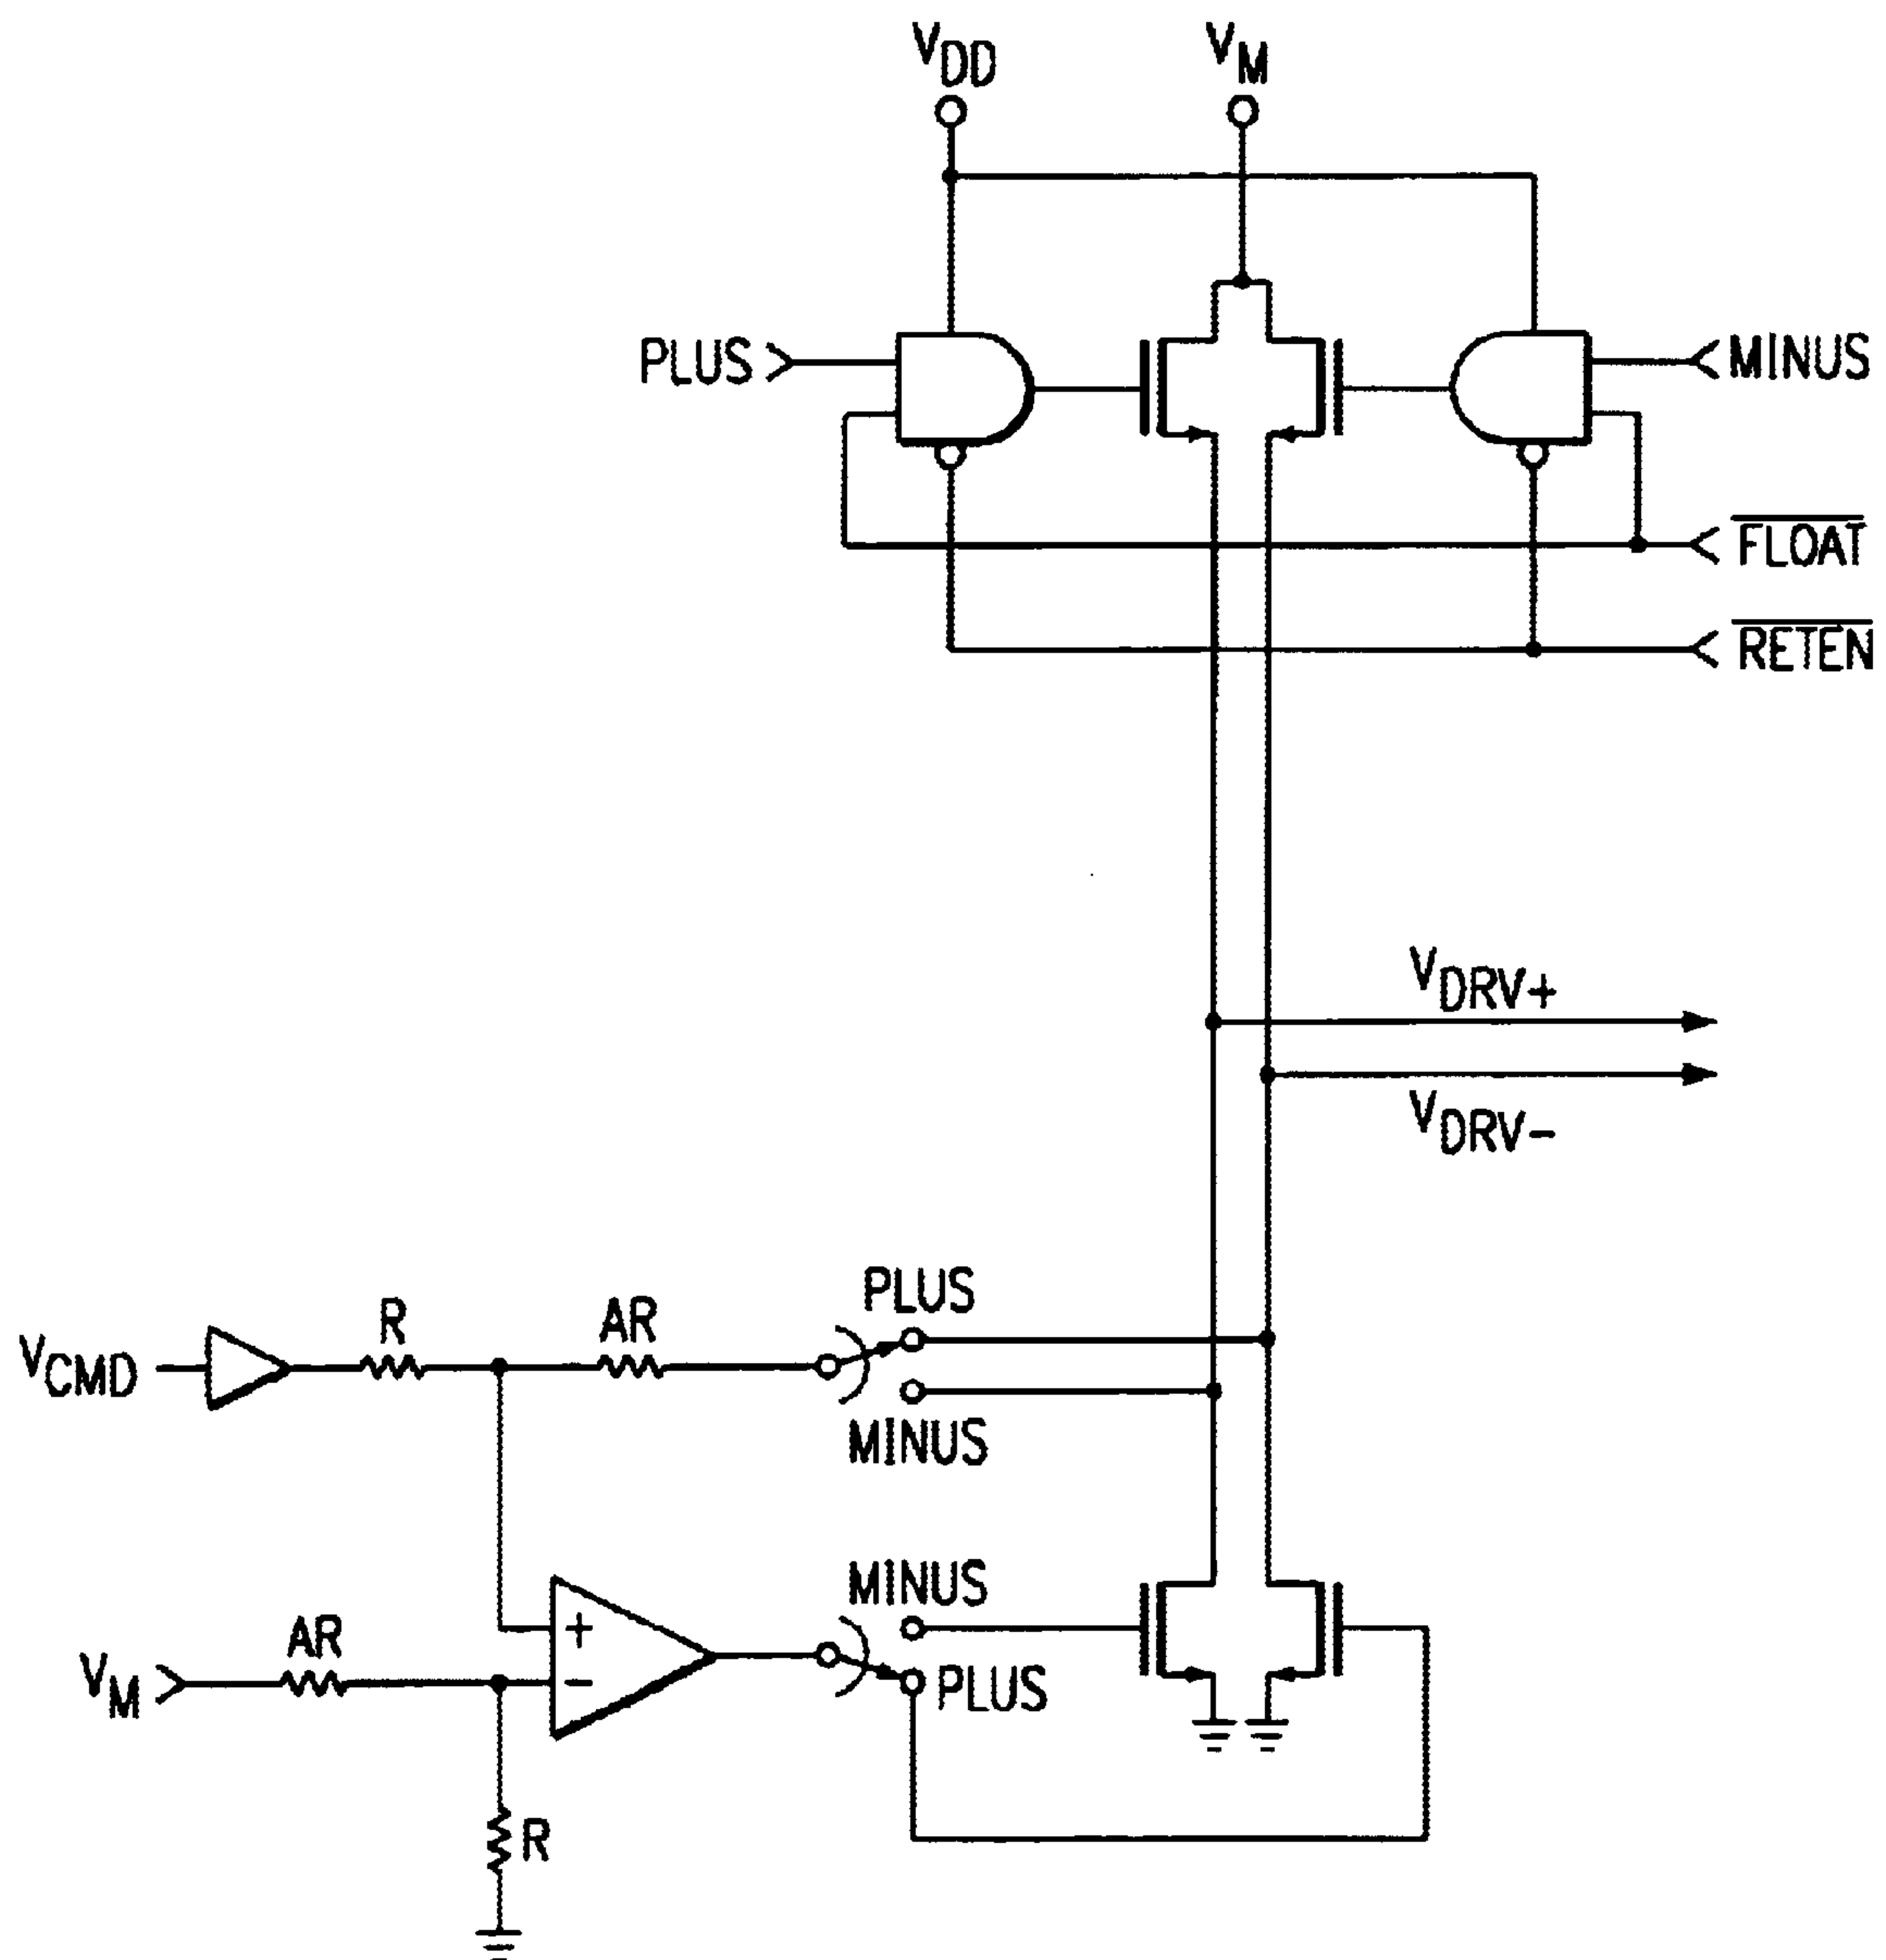 VDD VM
PLUS MINUS
FLOAT
RETEN
VDRV+
VDRV-
PLUS
VCMD R AR
MINUS
MINUS
AR + -
VM PLUS
R